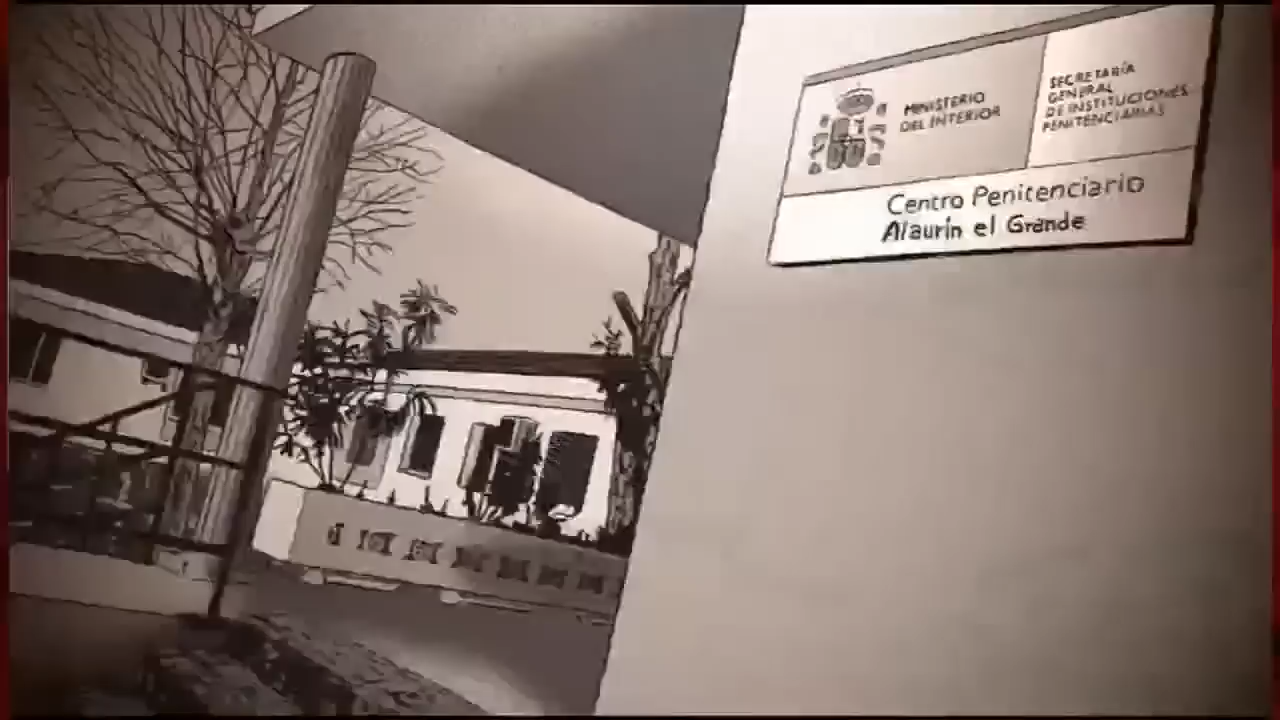 MINISTERIO
DEL INTERIOR
SECRETARÍA
GENERAL
DE INSTITUCIONES
PENITENCIARIAS
Centro Penitenciario
Alaurín el Grande